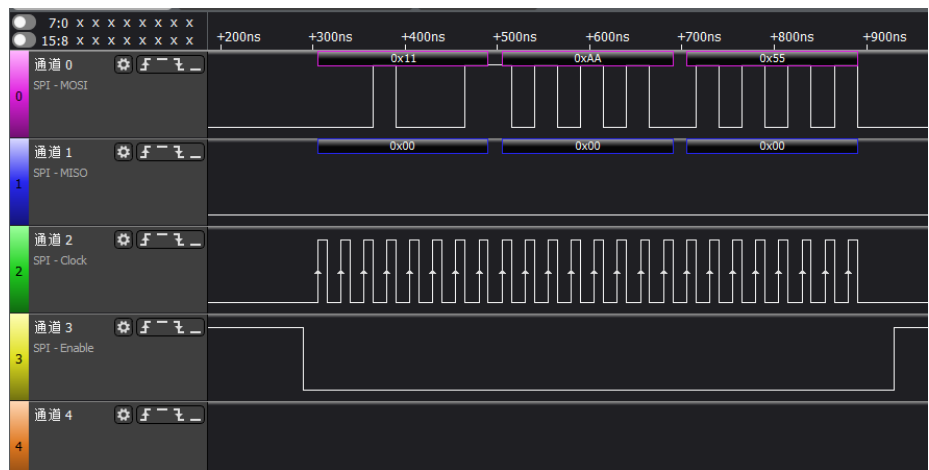 7:0 x x x x x x x x
15:8 x x x x x x x x
+200ns +300ns +400ns +500ns +600ns +700ns +800ns +900ns
通道 0
SPI - MOSI
0
0x11 0xAA 0x55
通道 1
SPI - MISO
1
0x00 0x00 0x00
通道 2
SPI - Clock
2
通道 3
SPI - Enable
3
通道 4
4